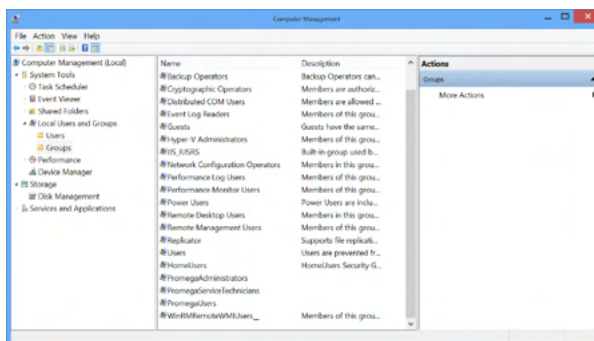 Computer Management
File Action View Help
Computer Management (Local)
System Tools
Task Scheduler
Event Viewer
Shared Folders
Local Users and Groups
Users
Groups
Performance
Device Manager
Storage
Disk Management
Services and Applications
Name Description
Backup Operators Backup Operators can...
Cryptographic Operators Members are authoriz...
Distributed COM Users Members are allowed ...
Event Log Readers Members of this grou...
Guests Guests have the same...
Hyper-V Administrators Members of this grou...
IIS_IUSRS Built-in group used b...
Network Configuration Operators Members in this grou...
Performance Log Users Members of this grou...
Performance Monitor Users Members of this grou...
Power Users Power Users are inclu...
Remote Desktop Users Members in this grou...
Remote Management Users Members of this grou...
Replicator Supports file replicati...
Users Users are prevented fr...
HomeUsers HomeUsers Security G...
PromegaAdministrators
PromegaServiceTechnicians
PromegaUsers
WinRMRemoteWMIUsers_ Members of this grou...
Actions
Groups
More Actions